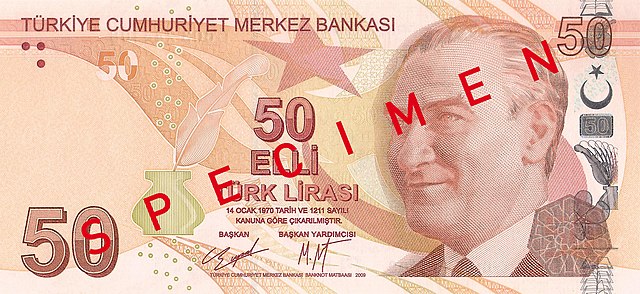 TÜRKİYE CUMHURİYET MERKEZ BANKASI
50
50
50
50
ELLİ
TÜRK LİRASI
14 OCAK 1970 TARİH VE 1211 SAYILI
KANUNA GÖRE ÇIKARILMIŞTIR.
BAŞKAN BAŞKAN YARDIMCISI
50
TÜRKİYE CUMHURİYET MERKEZ BANKASI BANKNOT MATBAASI 2009
SPECIMEN